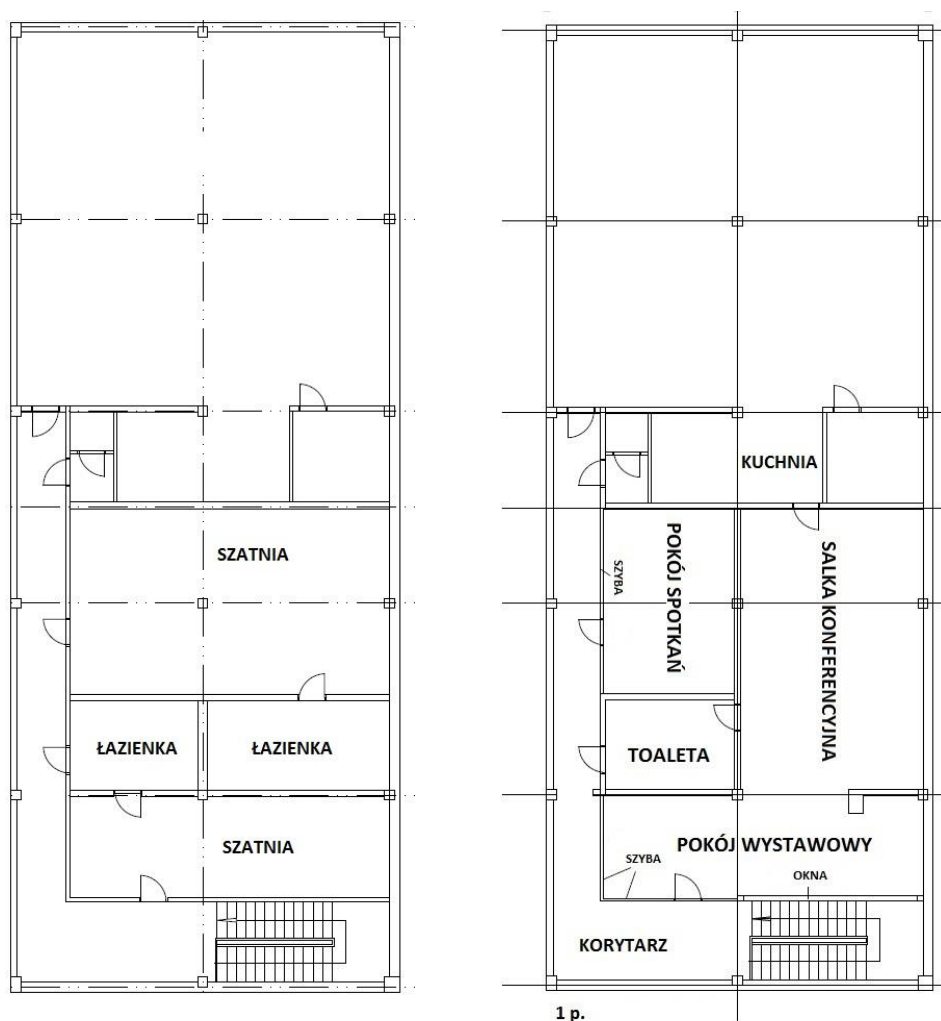 SZATNIA
ŁAZIENKA
ŁAZIENKA
SZATNIA
KUCHNIA
SZYBA
POKÓJ SPOTKAŃ
SALKA KONFERENCYJNA
TOALETA
POKÓJ WYSTAWOWY
SZYBA
OKNA
KORYTARZ
1 p.